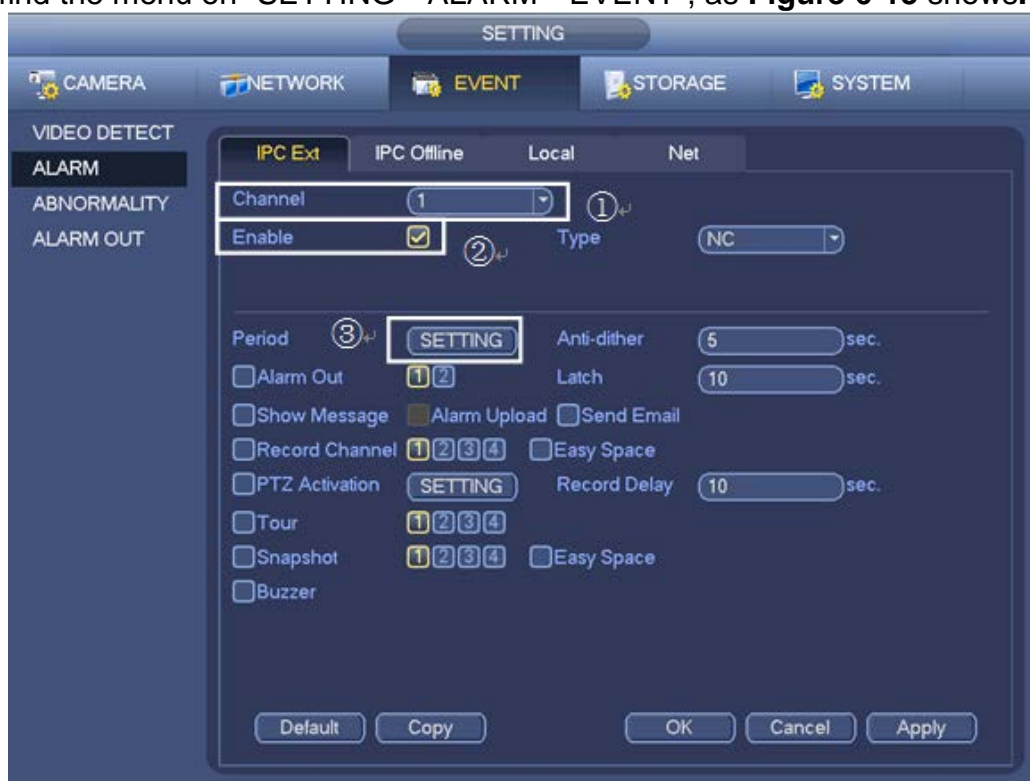 SETTING
CAMERA NETWORK EVENT STORAGE SYSTEM
VIDEO DETECT
ALARM
ABNORMALITY
ALARM OUT
IPC Ext IPC Offline Local Net
Channel 1 ①
Enable ② Type NC
Period ③ SETTING Anti-dither 5 sec.
Alarm Out 1 2 Latch 10 sec.
Show Message Alarm Upload Send Email
Record Channel 1 2 3 4 Easy Space
PTZ Activation SETTING Record Delay 10 sec.
Tour 1 2 3 4
Snapshot 1 2 3 4 Easy Space
Buzzer
Default Copy OK Cancel Apply